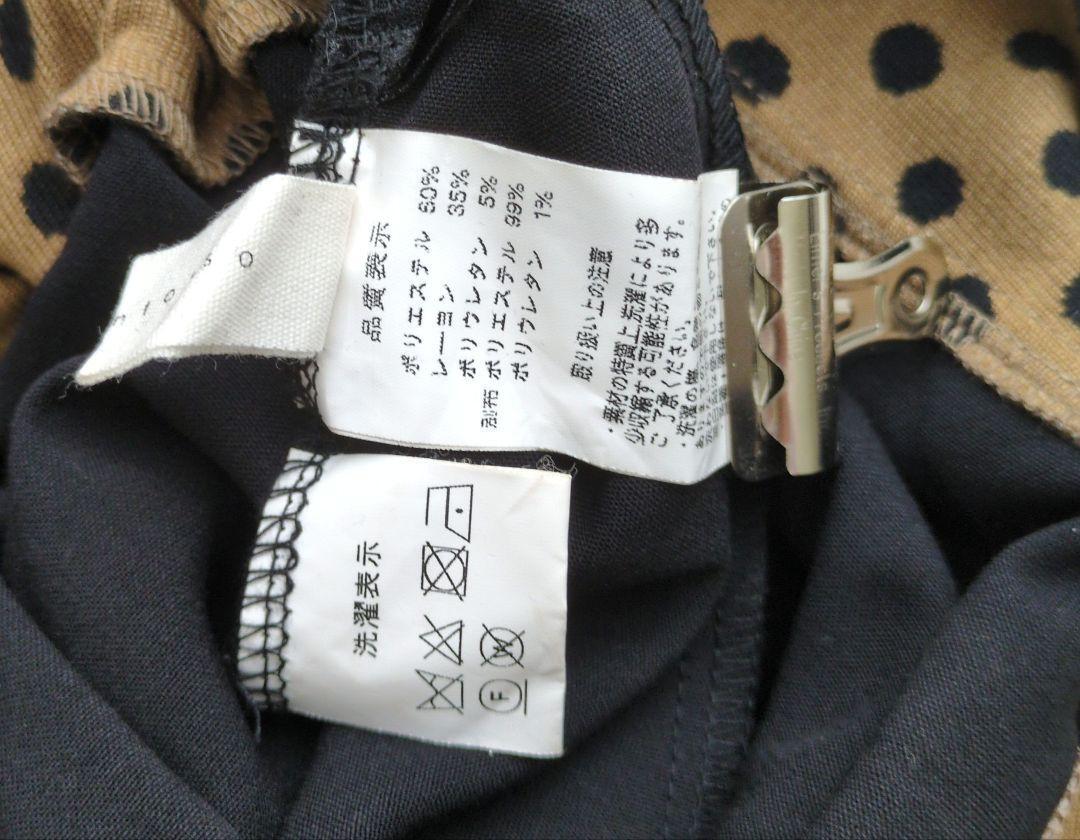 品質表示
ポリエステル 60%
レーヨン 35%
ポリウレタン 5%
別布 ポリエステル 99%
ポリウレタン 1%
取り扱い上の注意
・素材の特質上洗濯により多
少収縮する可能性があります。
ご了承ください。
・洗濯の際、
洗濯表示
F
W